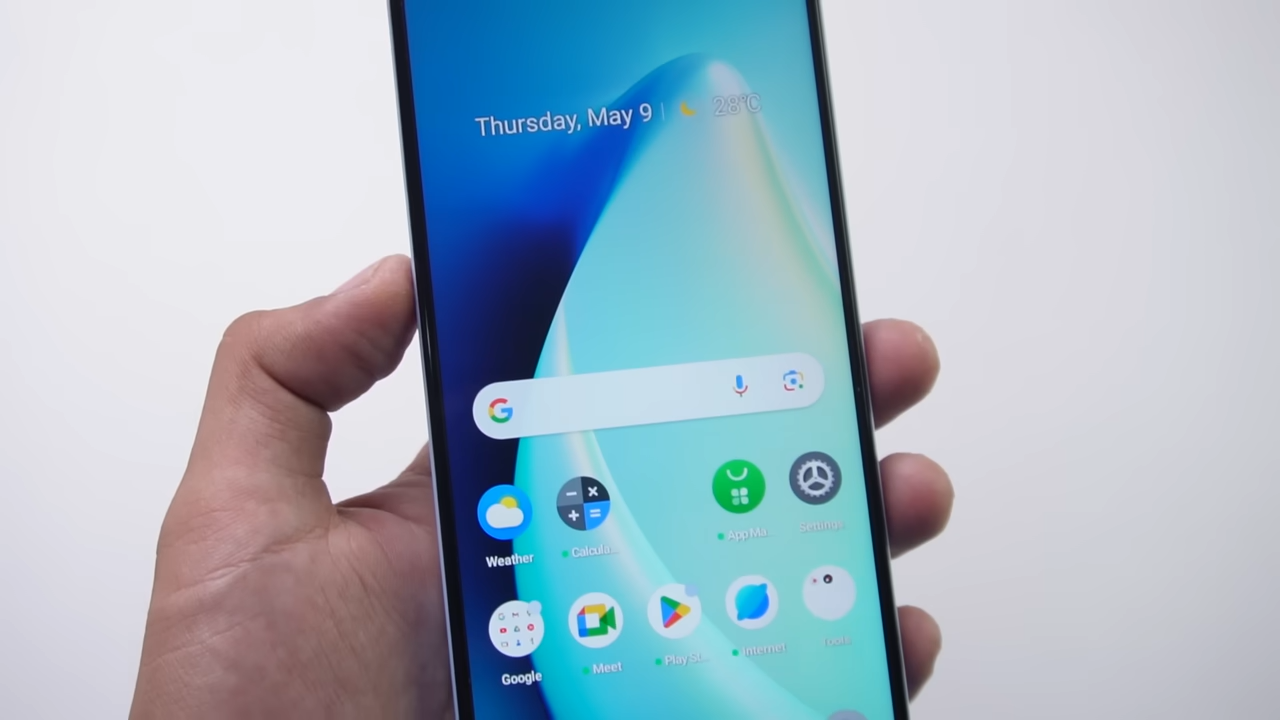 Thursday, May 9 | 28°C
Weather
Calcula...
App Ma...
Settings
Google
Meet
Play St...
Internet
Tools